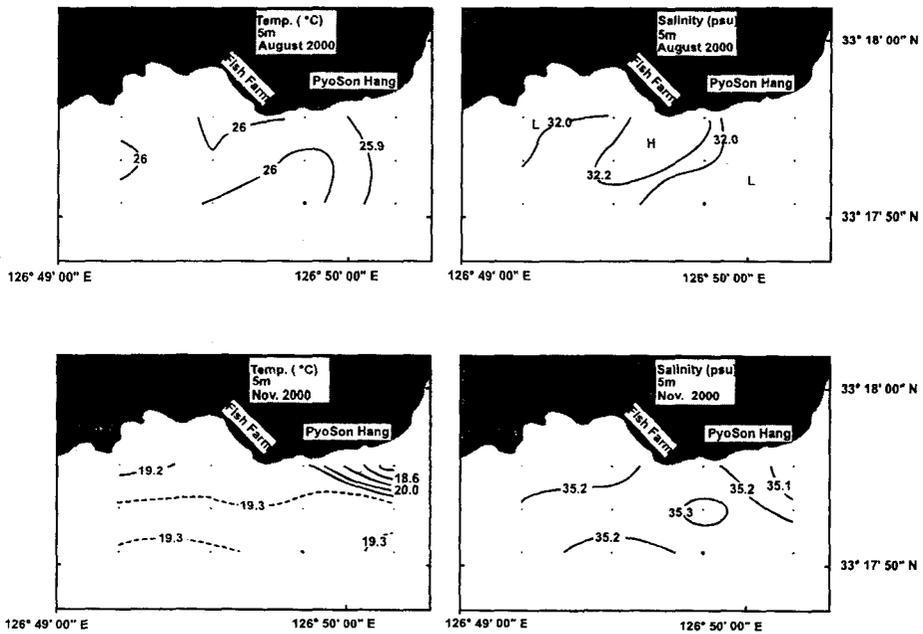 Temp. ( °C)
5m
August 2000
Fish Farm
PyoSon Hang
26
26
26
25.9
126° 49' 00" E
126° 50' 00" E
Salinity (psu)
5m
August 2000
Fish Farm
PyoSon Hang
L
32.0
H
32.0
32.2
L
33° 18' 00" N
33° 17' 50" N
126° 49' 00" E
126° 50' 00" E
Temp. ( °C)
5m
Nov. 2000
Fish Farm
PyoSon Hang
19.2
18.6
20.0
19.3
19.3
19.3
126° 49' 00" E
126° 50' 00" E
Salinity (psu)
5m
Nov. 2000
Fish Farm
PyoSon Hang
35.2
35.2
35.1
35.3
35.2
33° 18' 00" N
33° 17' 50" N
126° 49' 00" E
126° 50' 00" E